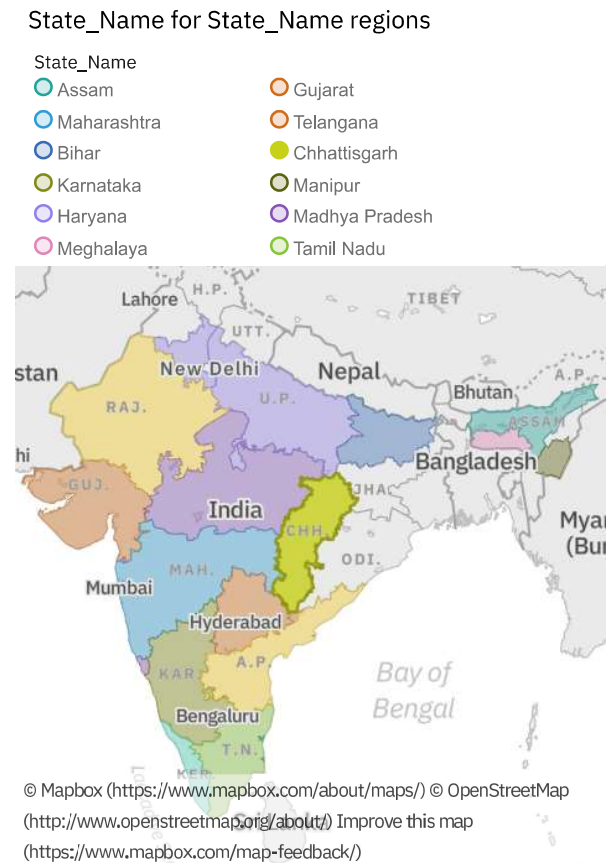 State_Name for State_Name regions
State_Name
Assam
Gujarat
Maharashtra
Telangana
Bihar
Chhattisgarh
Karnataka
Manipur
Haryana
Madhya Pradesh
Meghalaya
Tamil Nadu
H.P.
Lahore
TIBET
UTT.
stan
New Delhi
Nepal
A.P.
Bhutan
U.P.
RAJ.
ASSAM
hi
Bangladesh
GUJ.
JHA.
India
Myar
(Bur
CHH.
ODI.
MAH.
Mumbai
Hyderabad
A.P.
KAR.
Bay of
Bengal
Bengaluru
T.N.
KER.
© Mapbox (https://www.mapbox.com/about/maps/) © OpenStreetMap
(http://www.openstreetmap.org/about/) Improve this map
(https://www.mapbox.com/map-feedback/)